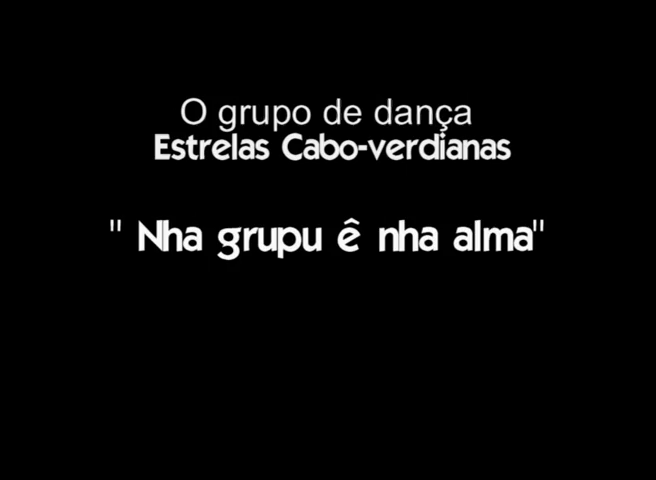 O grupo de dança
Estrelas Cabo-verdianas
" Nha grupu ê nha alma"